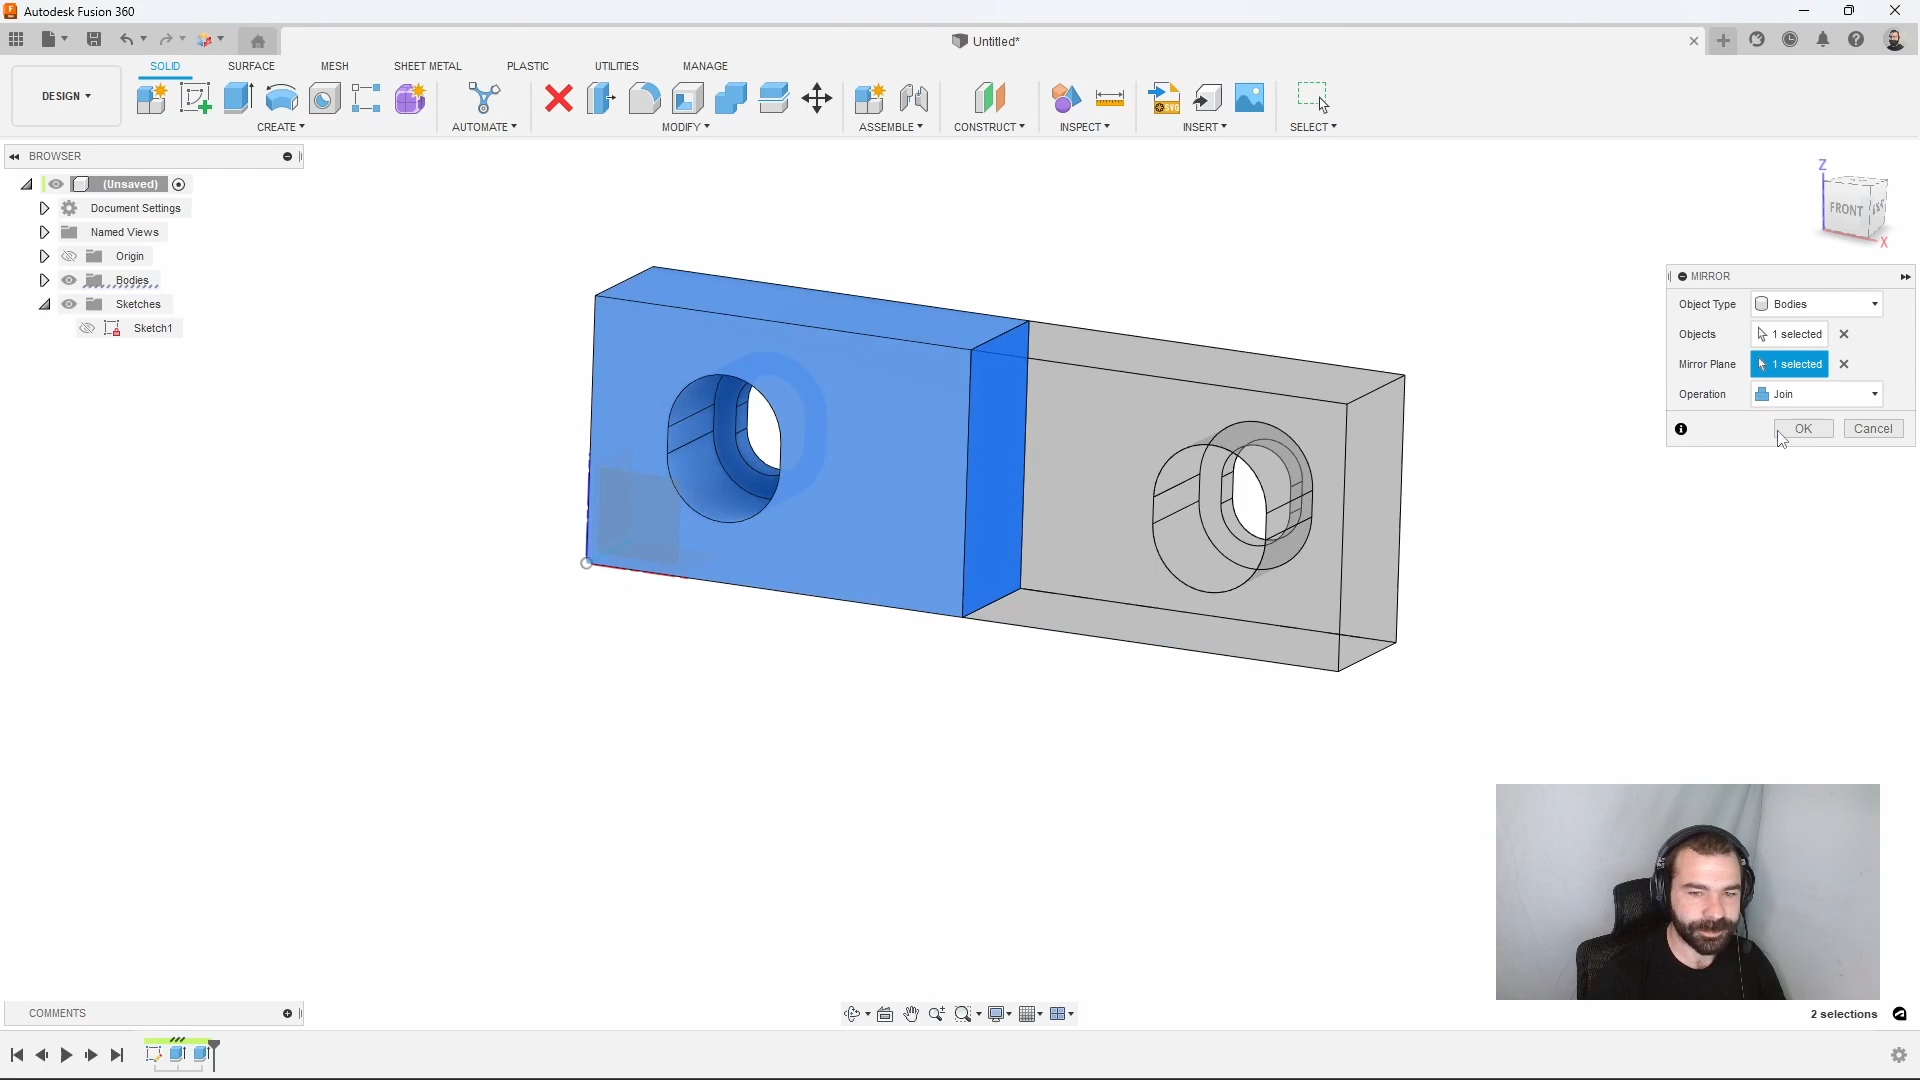 Autodesk Fusion 360
Untitled*
DESIGN
SOLID
SURFACE
MESH
SHEET METAL
PLASTIC
UTILITIES
MANAGE
CREATE
AUTOMATE
MODIFY
ASSEMBLE
CONSTRUCT
INSPECT
INSERT
SELECT
SVG
BROWSER
(Unsaved)
Document Settings
Named Views
Origin
Bodies
Sketches
Sketch1
Z
FRONT
X
MIRROR
Object Type Bodies
Objects 1 selected
Mirror Plane 1 selected
Operation Join
OK Cancel
COMMENTS
2 selections